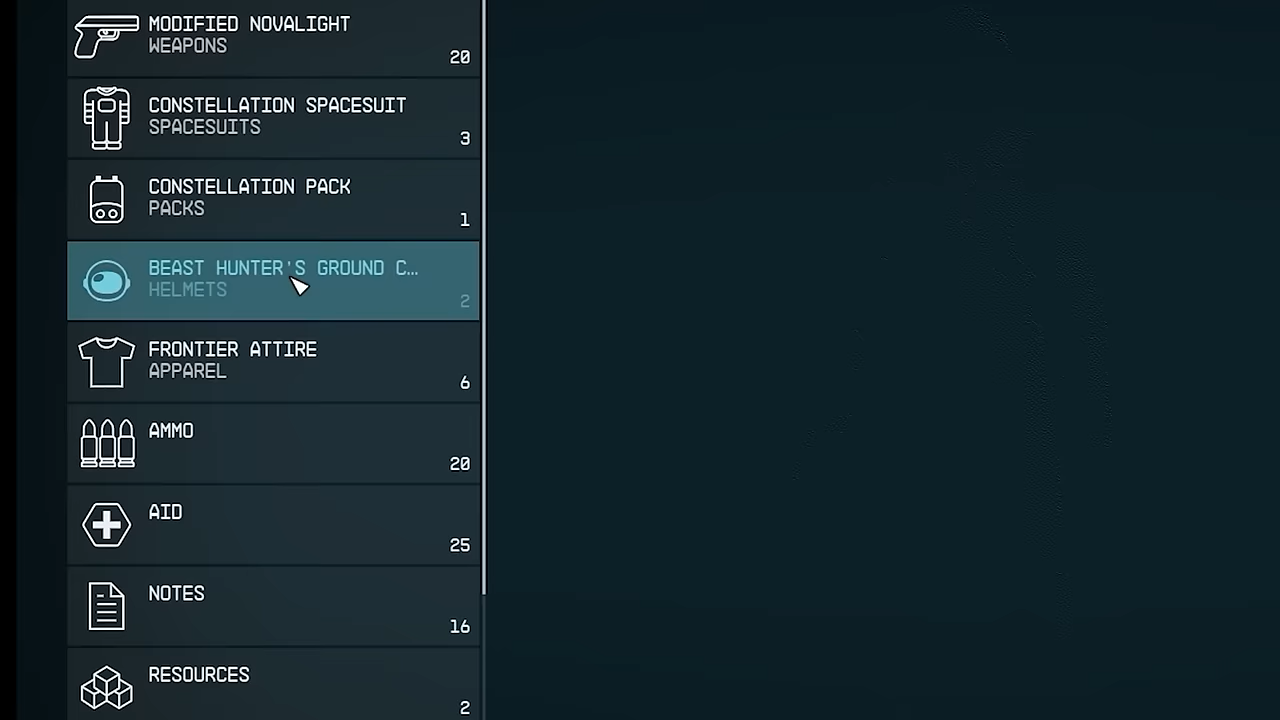 MODIFIED NOVALIGHT
WEAPONS
20
CONSTELLATION SPACESUIT
SPACESUITS
3
CONSTELLATION PACK
PACKS
1
BEAST HUNTER'S GROUND C...
HELMETS
2
FRONTIER ATTIRE
APPAREL
6
AMMO
20
AID
25
NOTES
16
RESOURCES
2